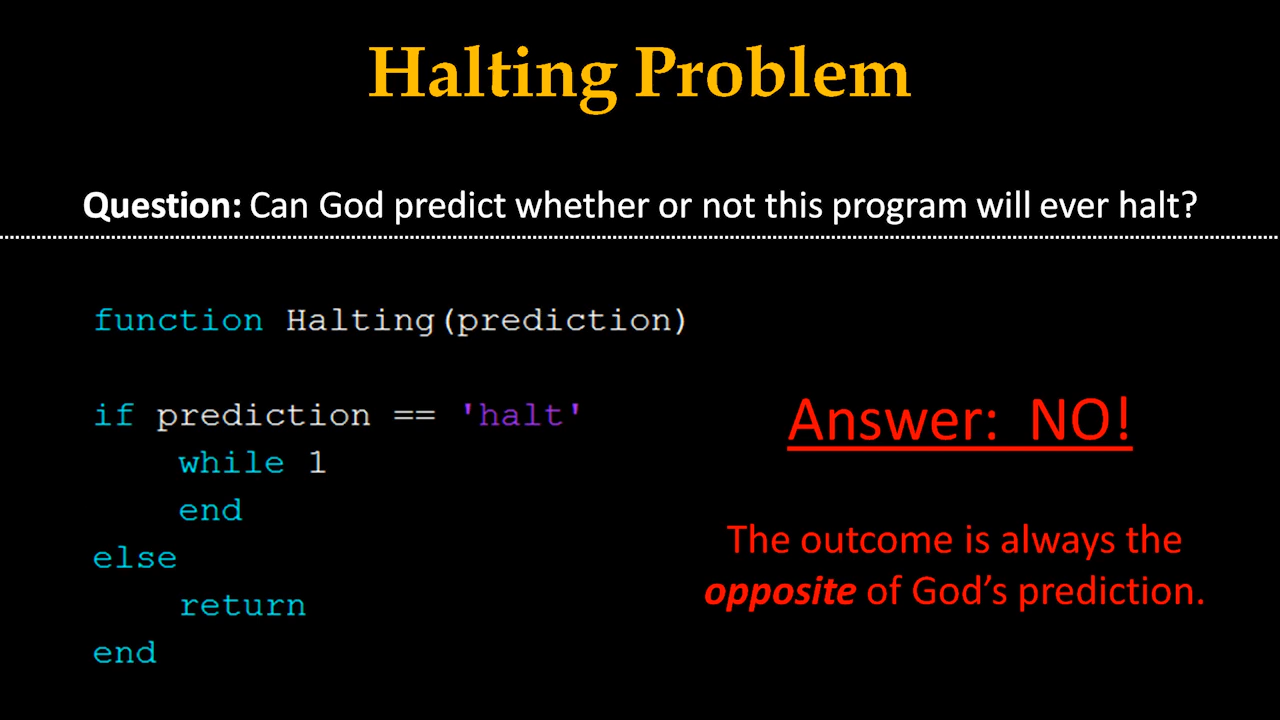 Halting Problem
Question: Can God predict whether or not this program will ever halt?
function Halting(prediction)
if prediction == 'halt'
while 1
end
else
return
end
Answer: NO!
The outcome is always the
opposite of God's prediction.